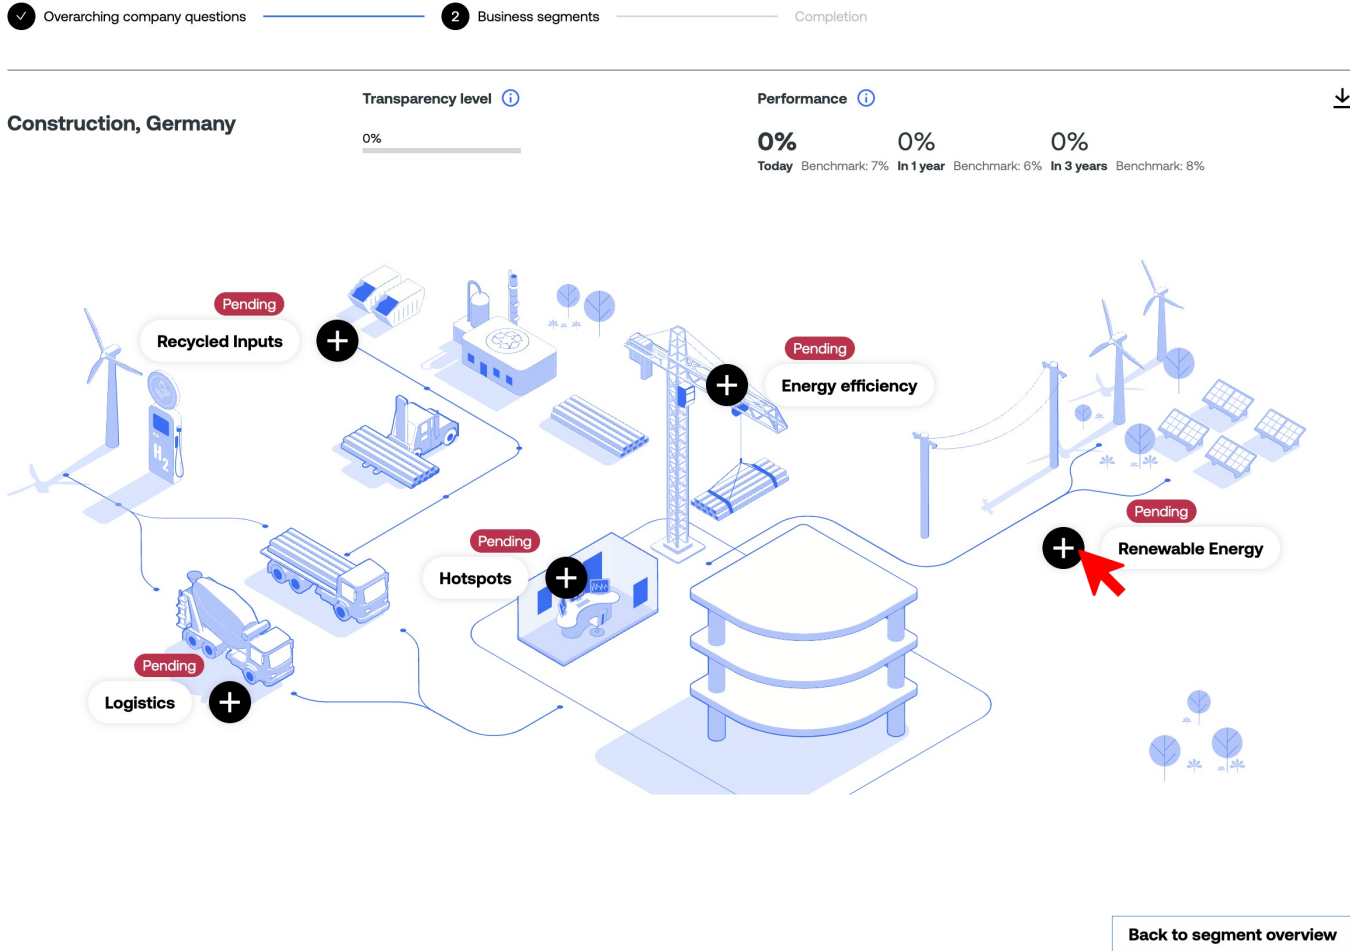 Overarching company questions
2 Business segments
Completion
Construction, Germany
Transparency level
0%
Performance
0% 0% 0%
Today Benchmark: 7% In 1 year Benchmark: 6% In 3 years Benchmark: 8%
Pending
Recycled Inputs
Pending
Energy efficiency
H2
Pending
Renewable Energy
Pending
Hotspots
Pending
Logistics
Back to segment overview